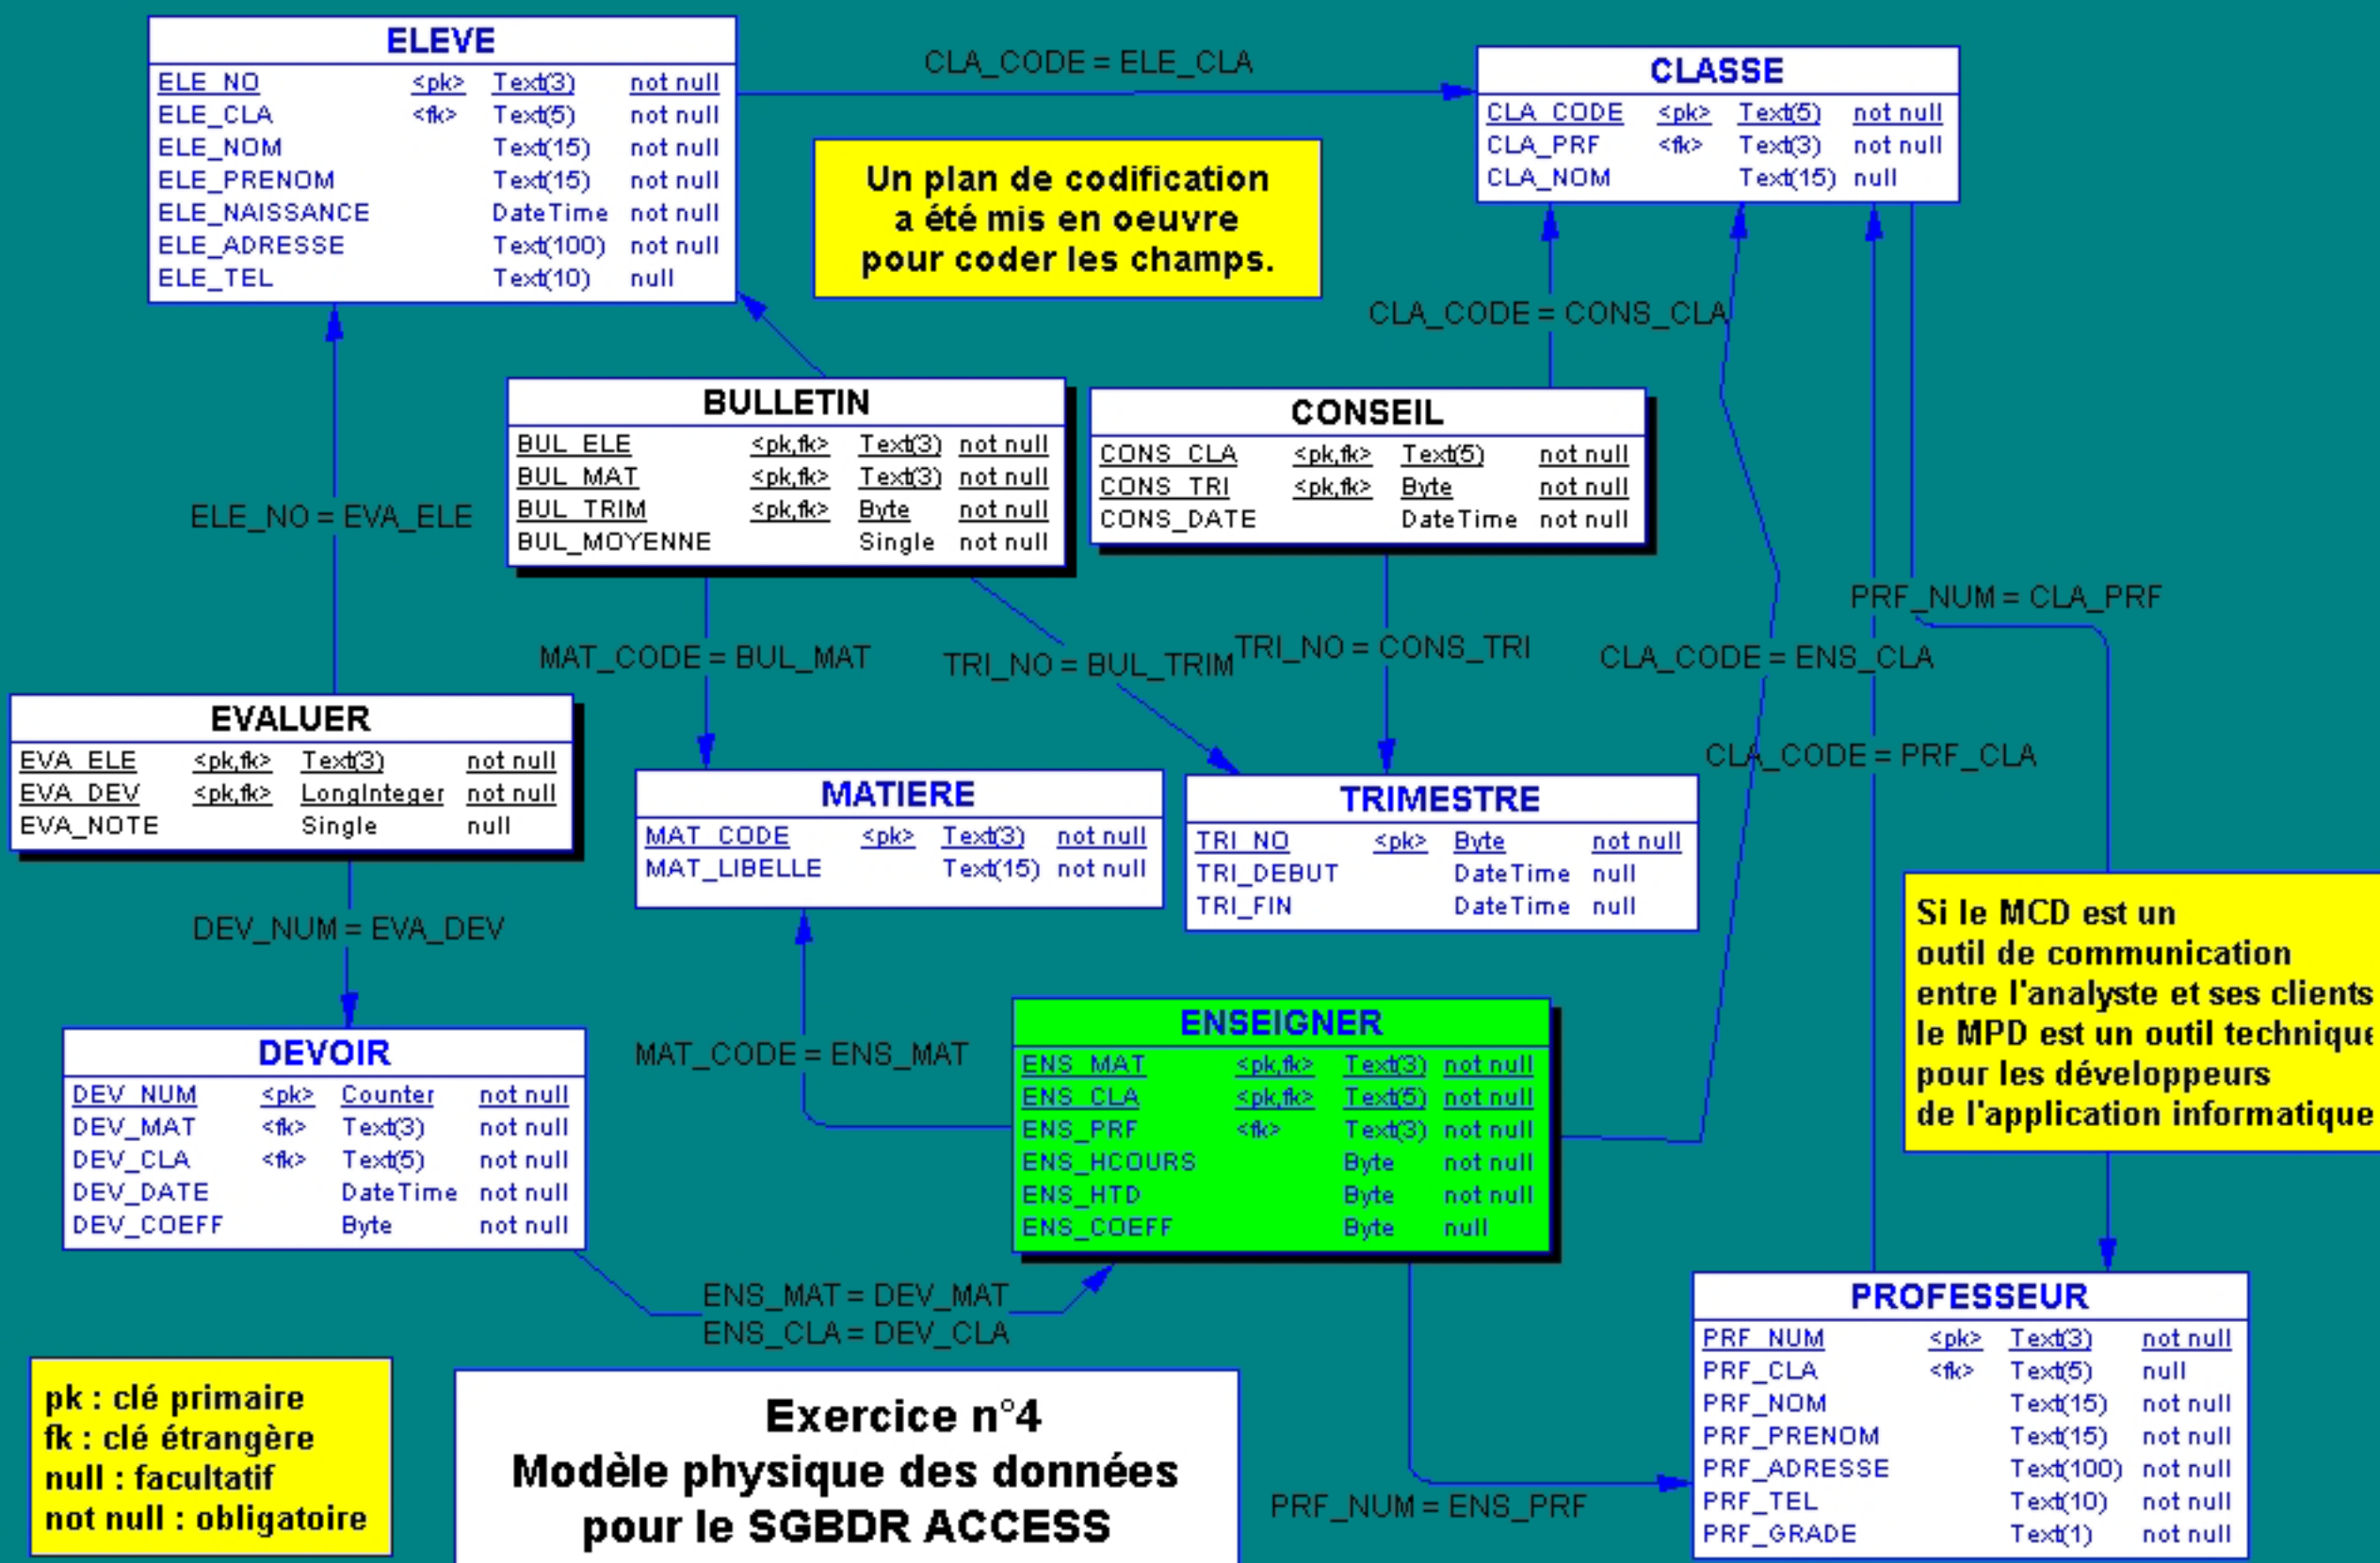 ELEVE
ELE_NO <pk> Text(3) not null
ELE_CLA <fk> Text(5) not null
ELE_NOM Text(15) not null
ELE_PRENOM Text(15) not null
ELE_NAISSANCE DateTime not null
ELE_ADRESSE Text(100) not null
ELE_TEL Text(10) null
CLA_CODE = ELE_CLA
CLASSE
CLA_CODE <pk> Text(5) not null
CLA_PRF <fk> Text(3) not null
CLA_NOM Text(15) null
Un plan de codification
a été mis en oeuvre
pour coder les champs.
CLA_CODE = CONS_CLA
BULLETIN
BUL_ELE <pk,fk> Text(3) not null
BUL_MAT <pk,fk> Text(3) not null
BUL_TRIM <pk,fk> Byte not null
BUL_MOYENNE Single not null
CONSEIL
CONS_CLA <pk,fk> Text(5) not null
CONS_TRI <pk,fk> Byte not null
CONS_DATE DateTime not null
ELE_NO = EVA_ELE
PRF_NUM = CLA_PRF
MAT_CODE = BUL_MAT
TRI_NO = BUL_TRIM
TRI_NO = CONS_TRI
CLA_CODE = ENS_CLA
CLA_CODE = PRF_CLA
EVALUER
EVA_ELE <pk,fk> Text(3) not null
EVA_DEV <pk,fk> LongInteger not null
EVA_NOTE Single null
MATIERE
MAT_CODE <pk> Text(3) not null
MAT_LIBELLE Text(15) not null
TRIMESTRE
TRI_NO <pk> Byte not null
TRI_DEBUT DateTime null
TRI_FIN DateTime null
DEV_NUM = EVA_DEV
Si le MCD est un
outil de communication
entre l'analyste et ses clients
le MPD est un outil technique
pour les développeurs
de l'application informatique
DEVOIR
DEV_NUM <pk> Counter not null
DEV_MAT <fk> Text(3) not null
DEV_CLA <fk> Text(5) not null
DEV_DATE DateTime not null
DEV_COEFF Byte not null
MAT_CODE = ENS_MAT
ENSEIGNER
ENS_MAT <pk,fk> Text(3) not null
ENS_CLA <pk,fk> Text(5) not null
ENS_PRF <fk> Text(3) not null
ENS_HCOURS Byte not null
ENS_HTD Byte not null
ENS_COEFF Byte null
ENS_MAT = DEV_MAT
ENS_CLA = DEV_CLA
PROFESSEUR
PRF_NUM <pk> Text(3) not null
PRF_CLA <fk> Text(5) null
PRF_NOM Text(15) not null
PRF_PRENOM Text(15) not null
PRF_ADRESSE Text(100) not null
PRF_TEL Text(10) not null
PRF_GRADE Text(1) not null
PRF_NUM = ENS_PRF
pk : clé primaire
fk : clé étrangère
null : facultatif
not null : obligatoire
Exercice n°4
Modèle physique des données
pour le SGBDR ACCESS